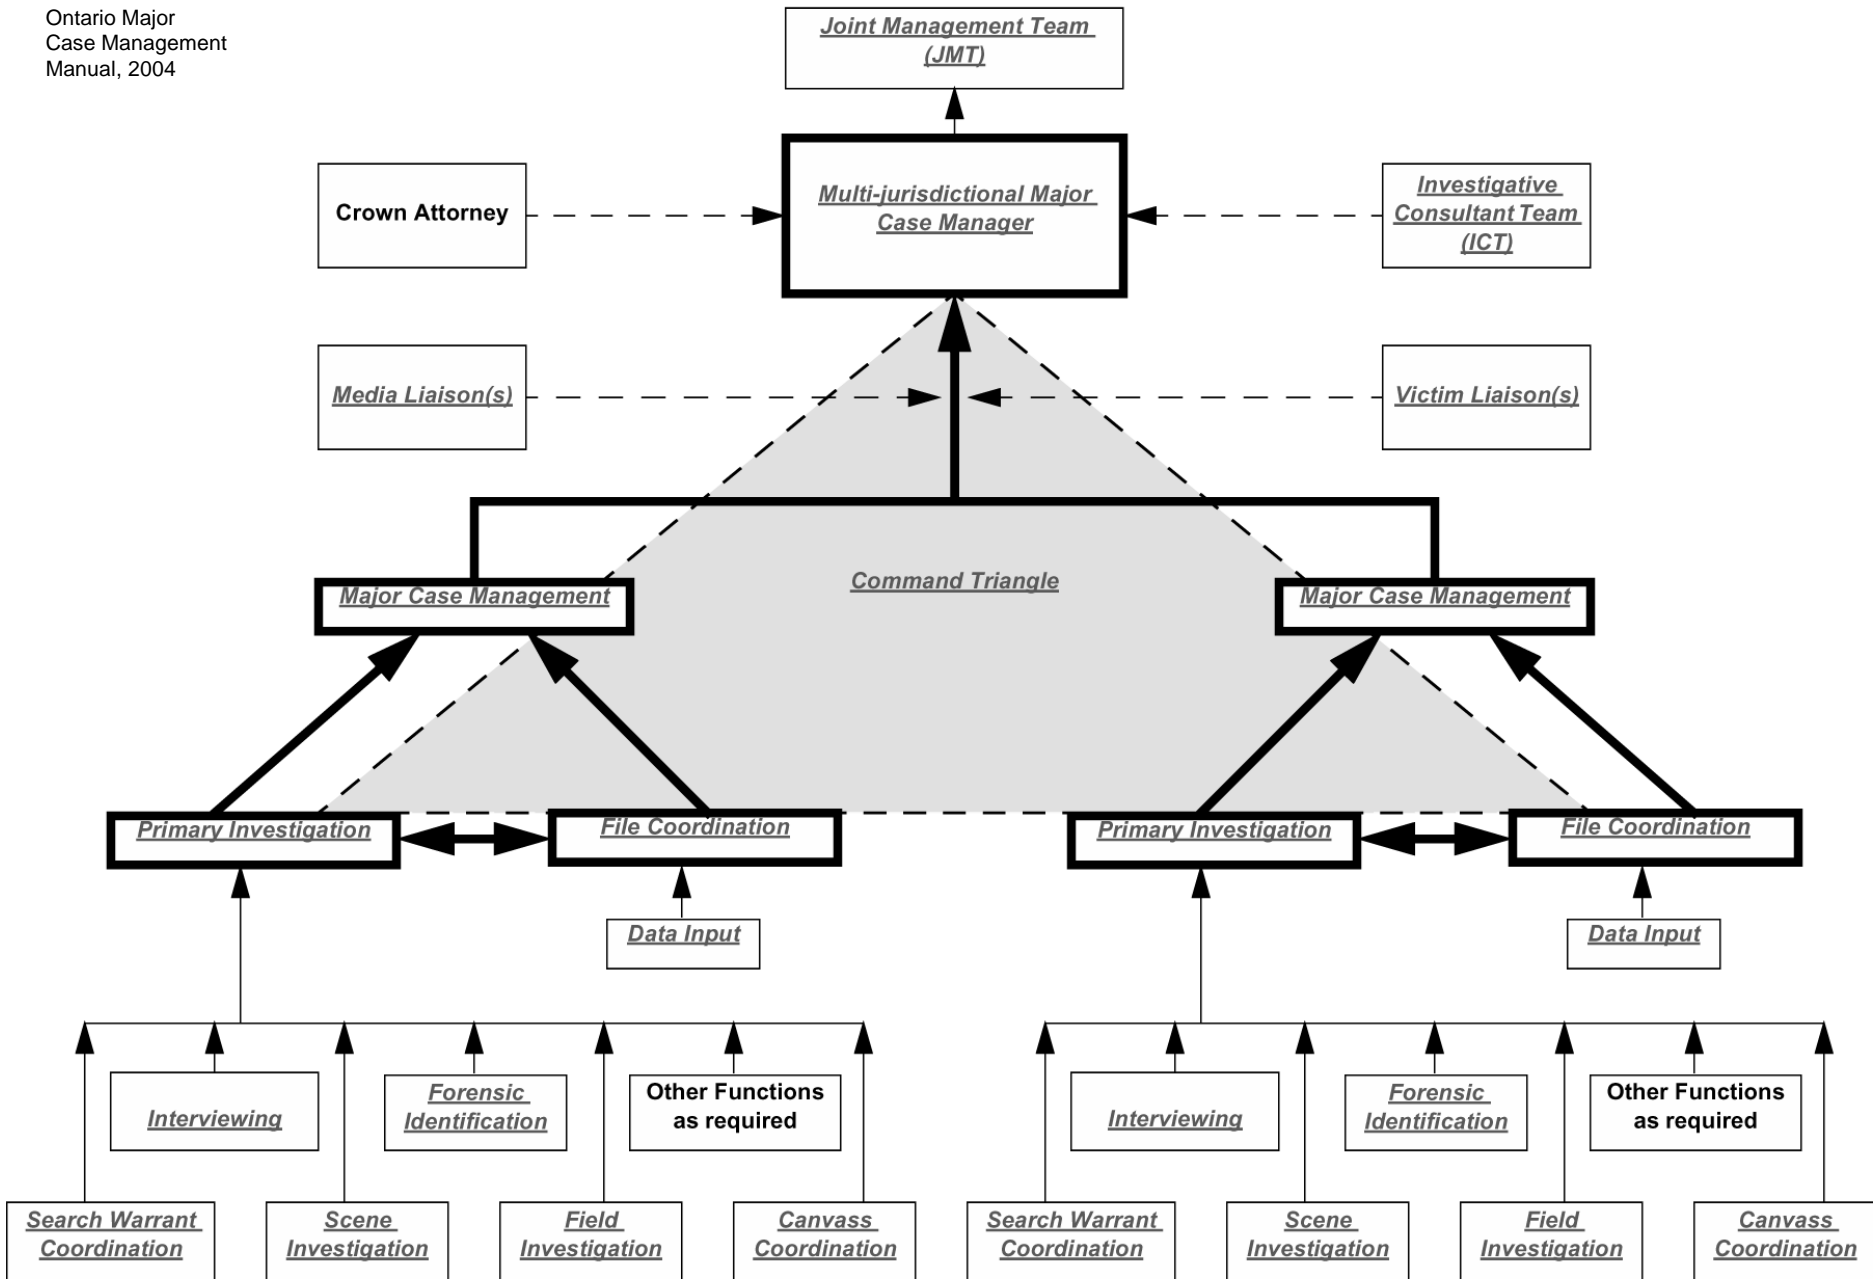 Ontario Major
Case Management
Manual, 2004
Joint Management Team
(JMT)
Crown Attorney
Multi-jurisdictional Major
Case Manager
Investigative
Consultant Team
(ICT)
Media Liaison(s)
Victim Liaison(s)
Command Triangle
Major Case Management
Major Case Management
Primary Investigation
File Coordination
Primary Investigation
File Coordination
Data Input
Data Input
Interviewing
Forensic
Identification
Other Functions
as required
Interviewing
Forensic
Identification
Other Functions
as required
Search Warrant
Coordination
Scene
Investigation
Field
Investigation
Canvass
Coordination
Search Warrant
Coordination
Scene
Investigation
Field
Investigation
Canvass
Coordination